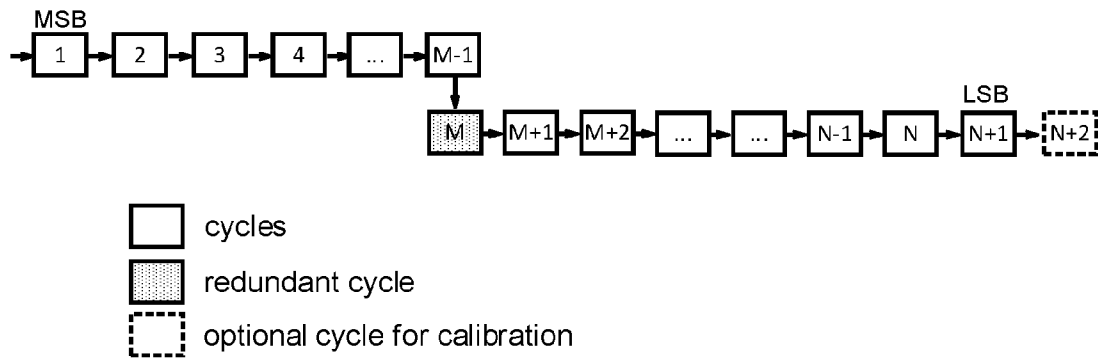 MSB
1 2 3 4 ... M-1
LSB
M M+1 M+2 ... ... N-1 N N+1 N+2
cycles
redundant cycle
optional cycle for calibration